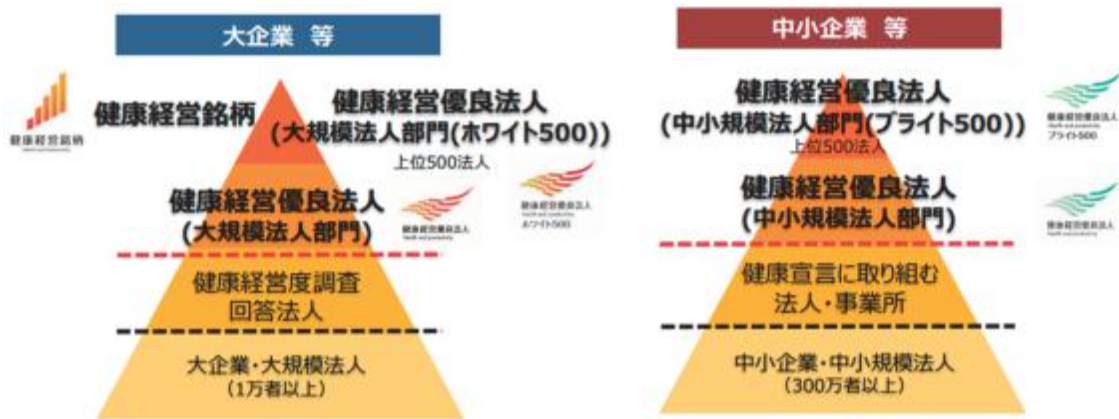 大企業 等
健康経営銘柄
健康経営銘柄
健康経営優良法人
(大規模法人部門(ホワイト500))
上位500法人
健康経営優良法人
(大規模法人部門)
健康経営優良法人
健康経営優良法人
ホワイト500
健康経営度調査
回答法人
大企業・大規模法人
(1万者以上)
中小企業 等
健康経営優良法人
(中小規模法人部門(ブライト500))
上位500法人
健康経営優良法人
ブライト500
健康経営優良法人
(中小規模法人部門)
健康経営優良法人
健康宣言に取り組む
法人・事業所
中小企業・中小規模法人
(300万者以上)